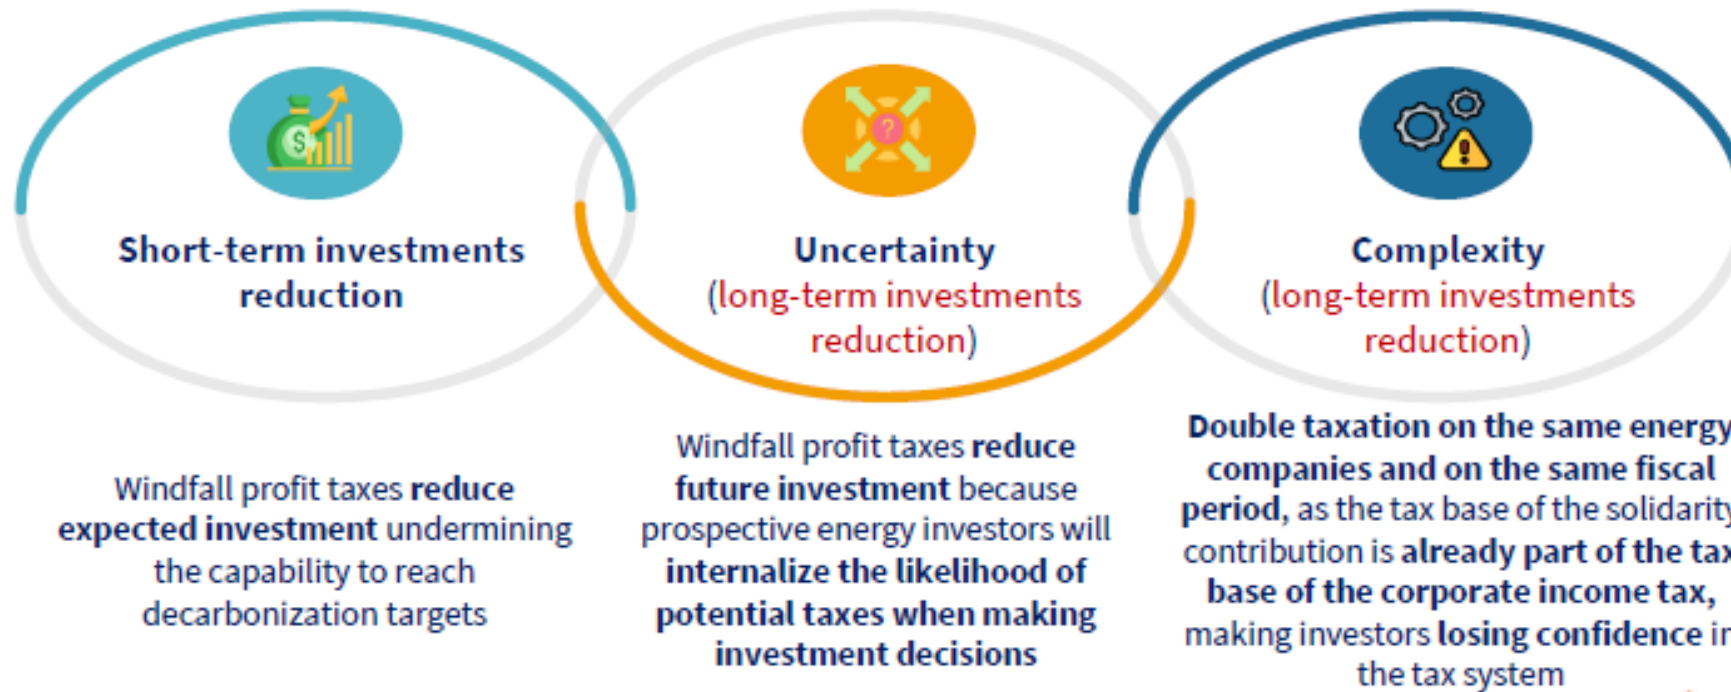 Short-term investments
reduction
Windfall profit taxes reduce
expected investment undermining
the capability to reach
decarbonization targets
Uncertainty
(long-term investments
reduction)
Windfall profit taxes reduce
future investment because
prospective energy investors will
internalize the likelihood of
potential taxes when making
investment decisions
Complexity
(long-term investments
reduction)
Double taxation on the same energy
companies and on the same fiscal
period, as the tax base of the solidarity
contribution is already part of the tax
base of the corporate income tax,
making investors losing confidence in
the tax system